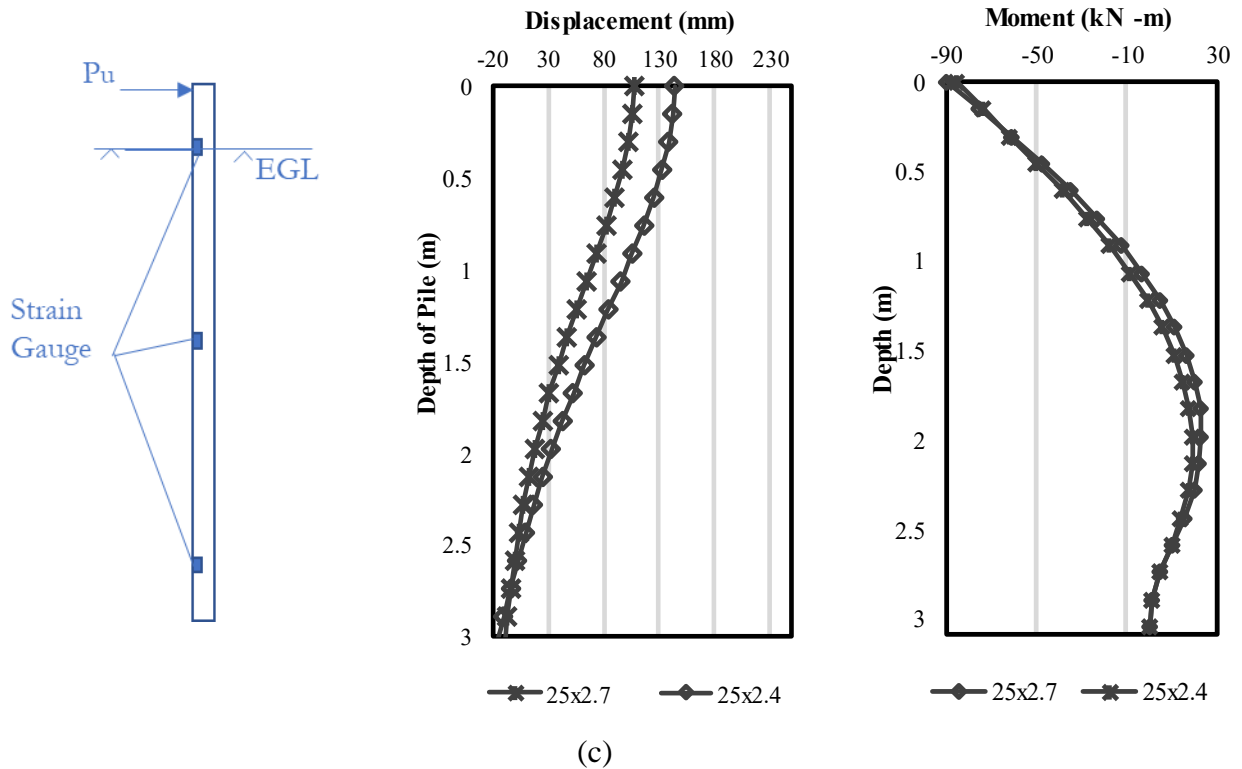 Pu
EGL
Strain
Gauge
Displacement (mm)
-20 30 80 130 180 230
0
0.5
1
1.5
2
2.5
3
Depth of Pile (m)
25x2.7 25x2.4
Moment (kN -m)
-90 -50 -10 30
0
0.5
1
1.5
2
2.5
3
Depth (m)
25x2.7 25x2.4
(c)